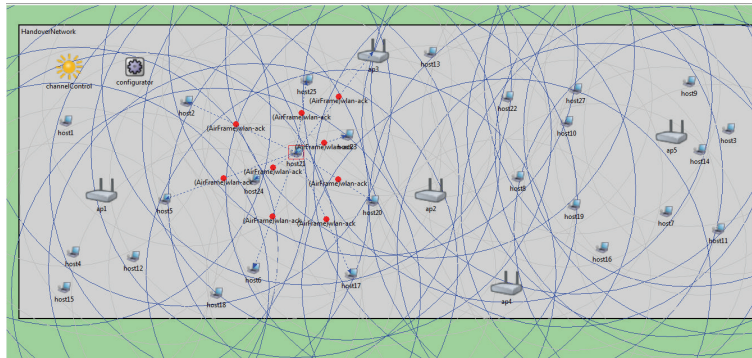 HandoverNetwork
channelControl
configurator
ap3
host13
host25
host2
(AirFrame)wlan-ack
(AirFrame)wlan-ack
(AirFrame)wlan-ack
host1
host22
host27
host9
host10
host3
ap5
host14
(AirFrame)wlan-ack
host21
(AirFrame)wlan-ack
(AirFrame)wlan-ack
(AirFrame)wlan-ack
host24
host8
ap1
host5
host20
ap2
host19
host7
host11
(AirFrame)wlan-ack
(AirFrame)wlan-ack
host4
host12
host6
host17
host16
host15
host18
ap4